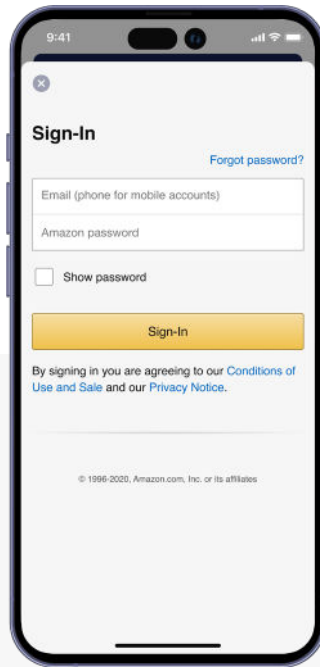 9:41
Sign-In
Forgot password?
Email (phone for mobile accounts)
Amazon password
Show password
Sign-In
By signing in you are agreeing to our Conditions of
Use and Sale and our Privacy Notice.
© 1996-2020, Amazon.com, Inc. or its affiliates